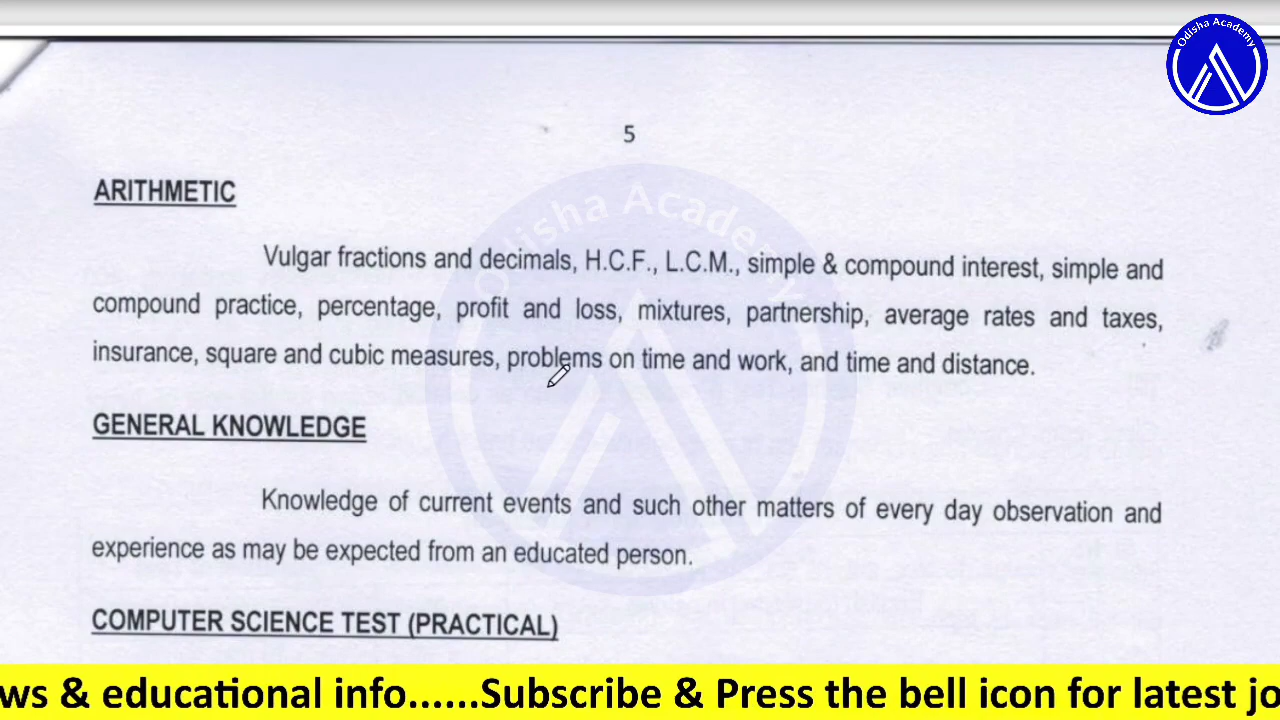 Odisha Academy
5
ARITHMETIC
Vulgar fractions and decimals, H.C.F., L.C.M., simple & compound interest, simple and
compound practice, percentage, profit and loss, mixtures, partnership, average rates and taxes,
insurance, square and cubic measures, problems on time and work, and time and distance.
Odisha Academy
GENERAL KNOWLEDGE
Knowledge of current events and such other matters of every day observation and
experience as may be expected from an educated person.
COMPUTER SCIENCE TEST (PRACTICAL)
ws & educational info......Subscribe & Press the bell icon for latest jo